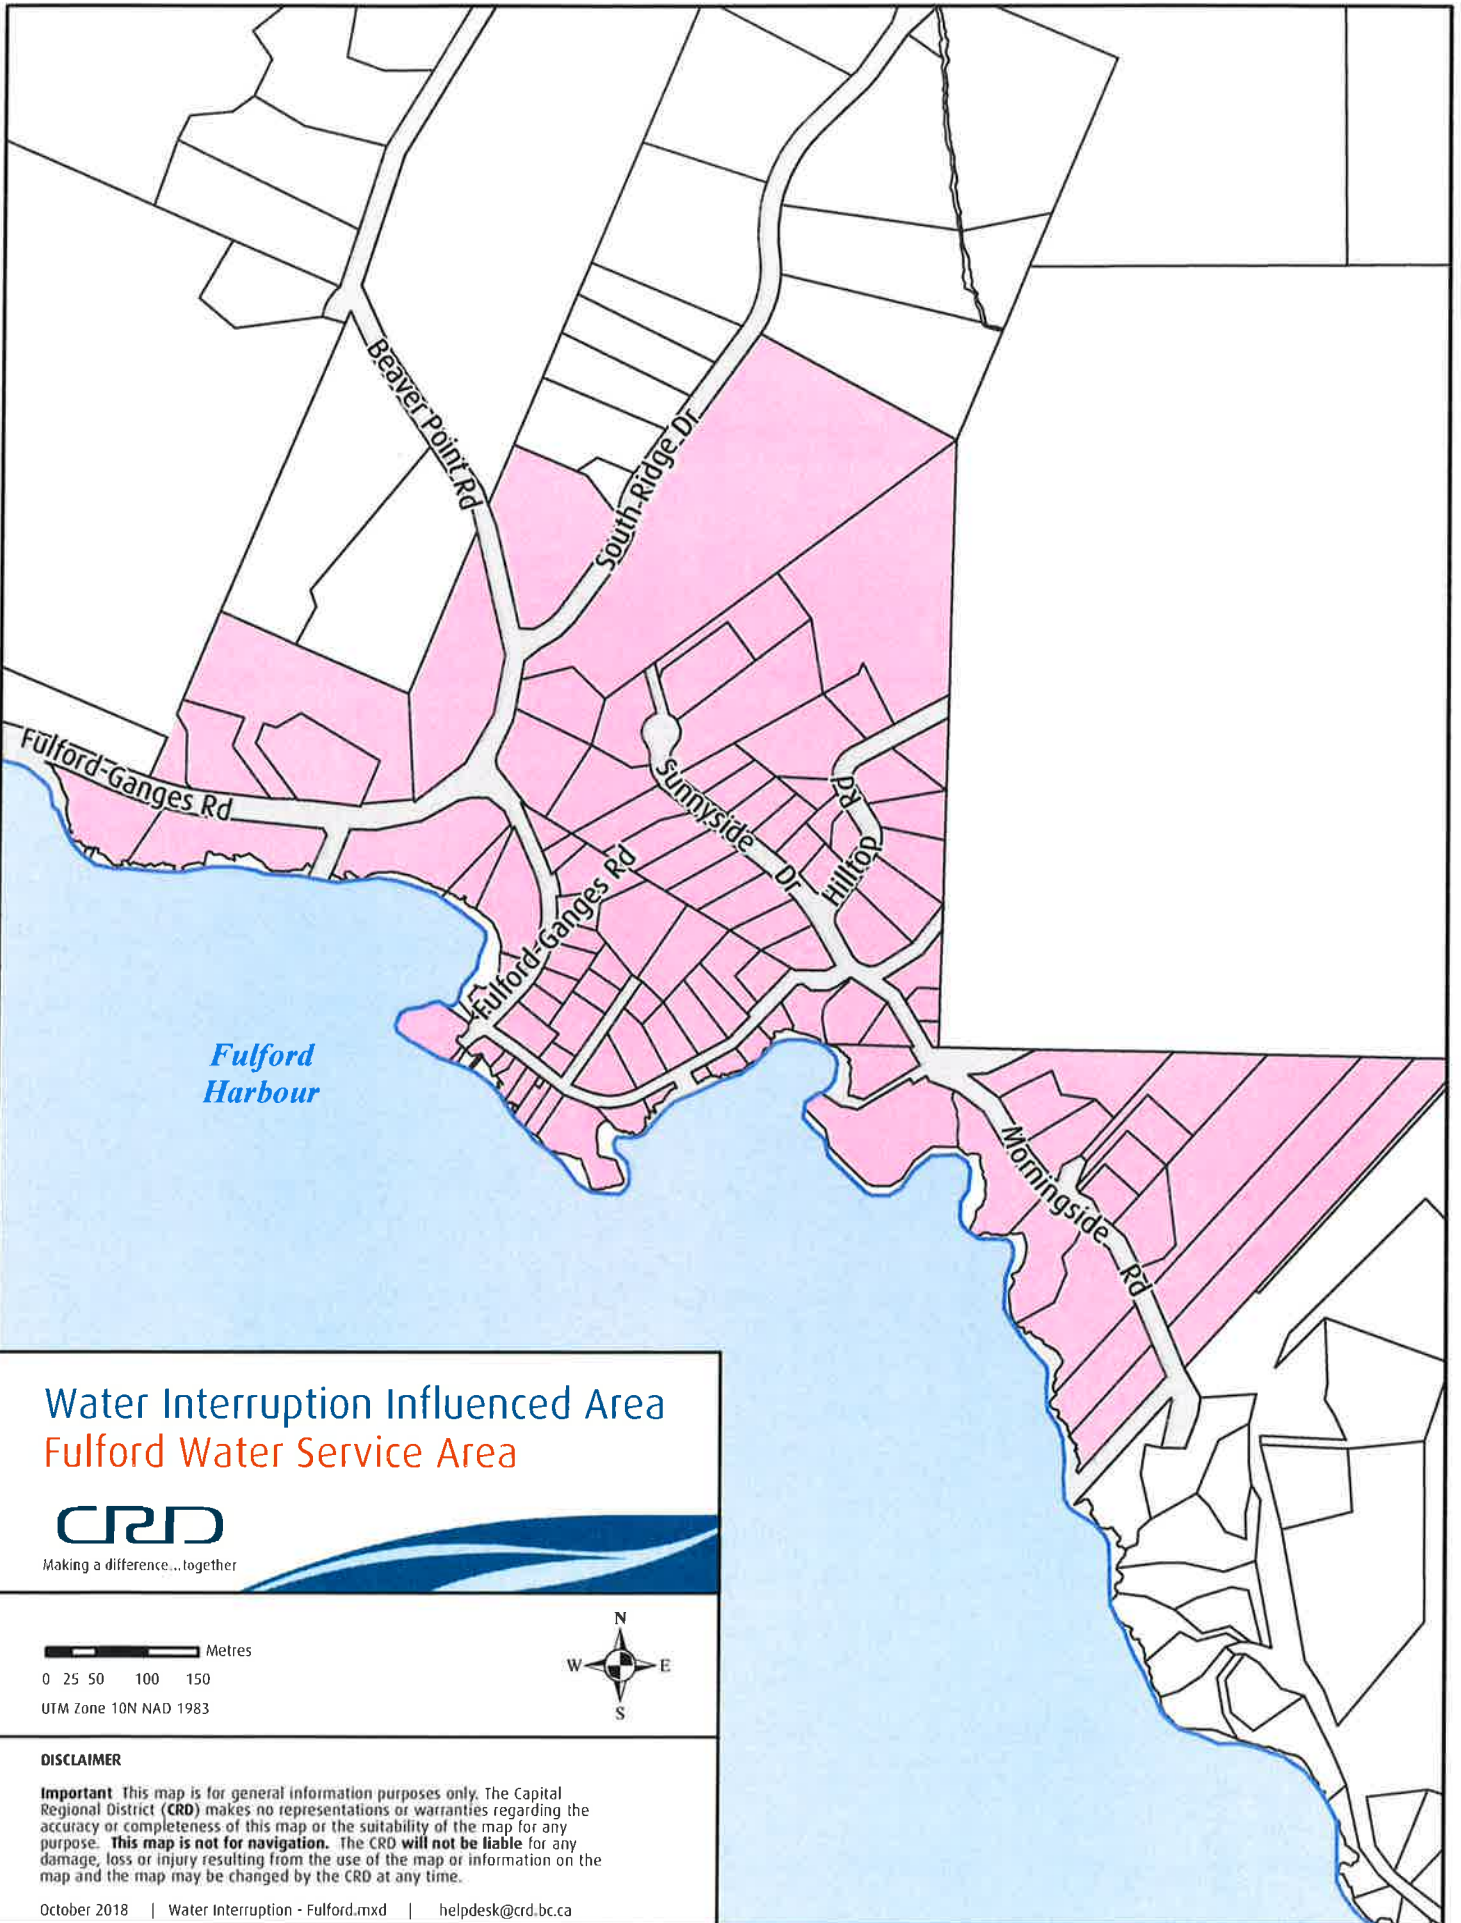 Beaver Point Rd
South Ridge Dr
Fulford-Ganges Rd
Sunnyside Dr
Hilltop Rd
Fulford-Ganges Rd
Fulford
Harbour
Morningside Rd
Water Interruption Influenced Area
Fulford Water Service Area
CRD
Making a difference...together
Metres
0 25 50 100 150
UTM Zone 10N NAD 1983
N
W E
S
DISCLAIMER
Important This map is for general information purposes only. The Capital
Regional District (CRD) makes no representations or warranties regarding the
accuracy or completeness of this map or the suitability of the map for any
purpose. This map is not for navigation. The CRD will not be liable for any
damage, loss or injury resulting from the use of the map or information on the
map and the map may be changed by the CRD at any time.
October 2018 | Water Interruption - Fulford.mxd | helpdesk@crd.bc.ca